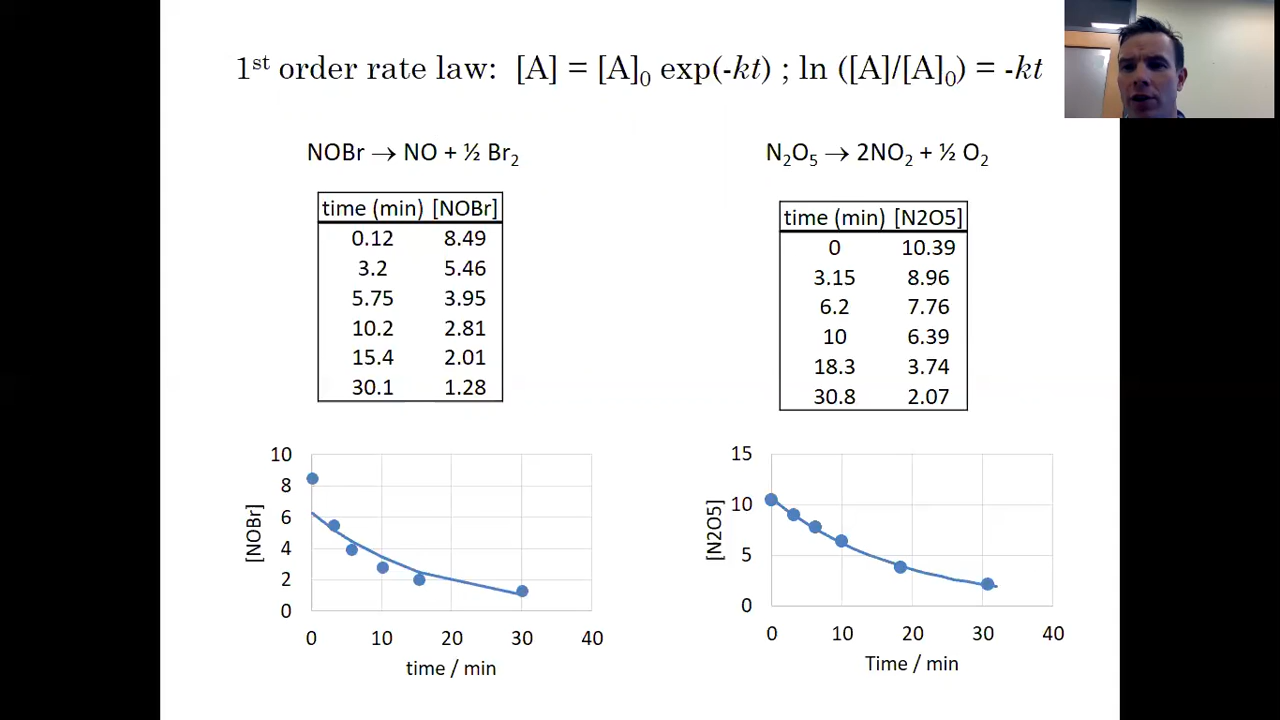 1st order rate law: [A] = [A]0 exp(-kt) ; ln ([A]/[A]0) = -kt
NOBr → NO + ½ Br2
time (min) [NOBr]
0.12 8.49
3.2 5.46
5.75 3.95
10.2 2.81
15.4 2.01
30.1 1.28
10
8
6
4
2
0
[NOBr]
0 10 20 30 40
time / min
N2O5 → 2NO2 + ½ O2
time (min) [N2O5]
0 10.39
3.15 8.96
6.2 7.76
10 6.39
18.3 3.74
30.8 2.07
15
10
5
0
[N2O5]
0 10 20 30 40
Time / min